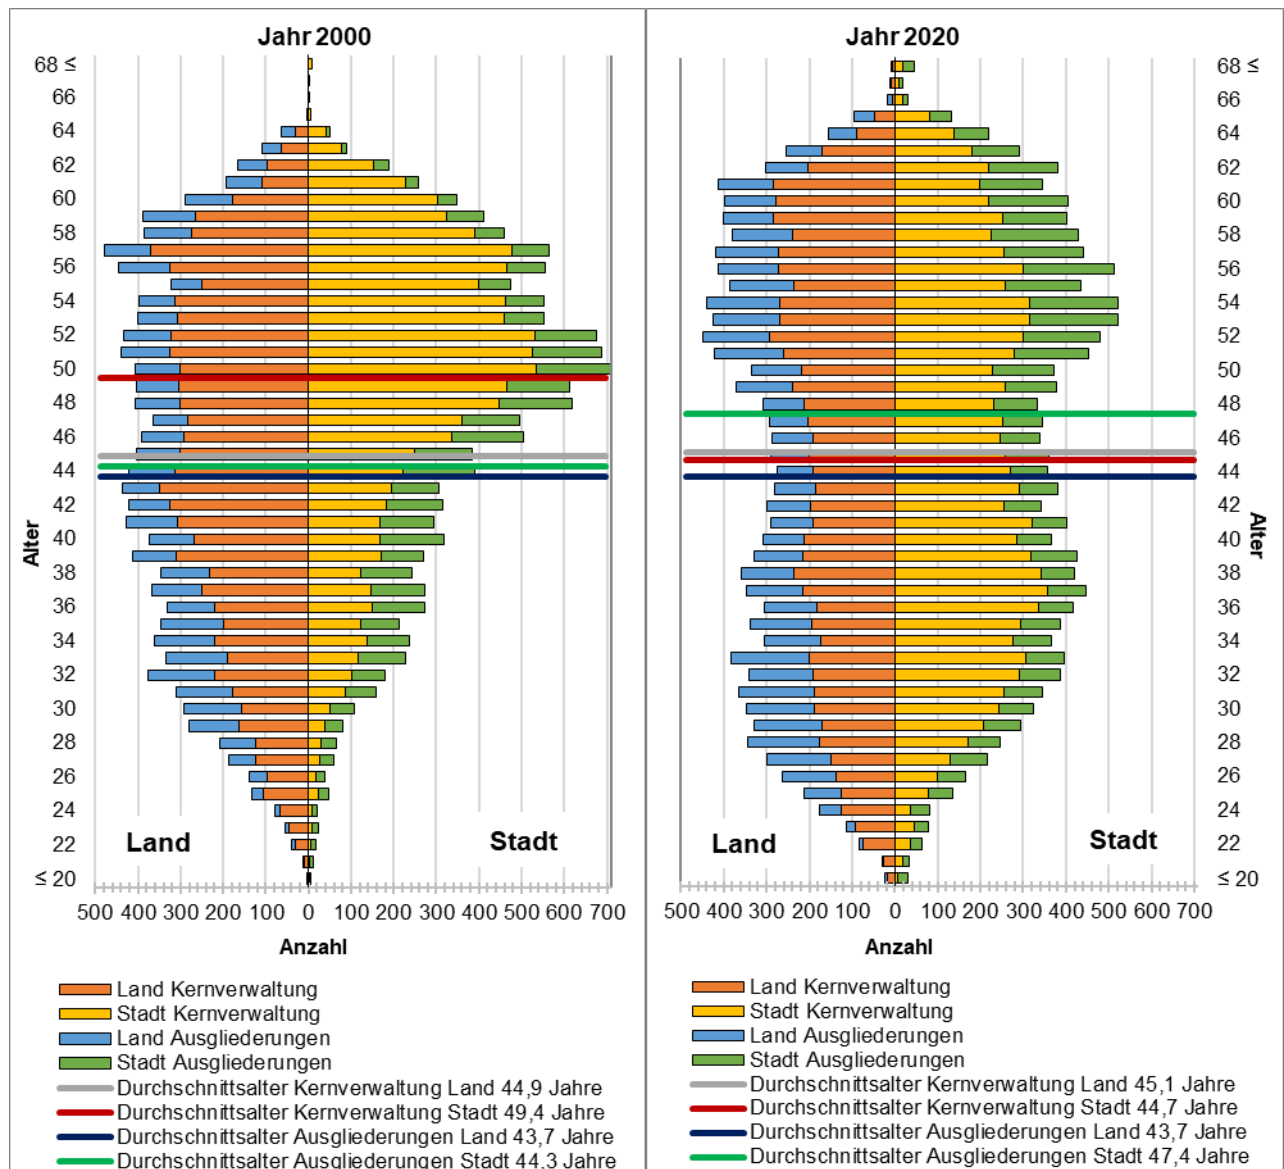 Jahr 2000
68 ≤
66
64
62
60
58
56
54
52
50
48
46
44
42
40
38
36
34
32
30
28
26
24
22
≤ 20
Alter
Land
Stadt
500 400 300 200 100 0 100 200 300 400 500 600 700
Anzahl
Land Kernverwaltung
Stadt Kernverwaltung
Land Ausgliederungen
Stadt Ausgliederungen
Durchschnittsalter Kernverwaltung Land 44,9 Jahre
Durchschnittsalter Kernverwaltung Stadt 49,4 Jahre
Durchschnittsalter Ausgliederungen Land 43,7 Jahre
Durchschnittsalter Ausgliederungen Stadt 44,3 Jahre
Jahr 2020
68 ≤
66
64
62
60
58
56
54
52
50
48
46
44
42
40
38
36
34
32
30
28
26
24
22
≤ 20
Alter
Land
Stadt
500 400 300 200 100 0 100 200 300 400 500 600 700
Anzahl
Land Kernverwaltung
Stadt Kernverwaltung
Land Ausgliederungen
Stadt Ausgliederungen
Durchschnittsalter Kernverwaltung Land 45,1 Jahre
Durchschnittsalter Kernverwaltung Stadt 44,7 Jahre
Durchschnittsalter Ausgliederungen Land 43,7 Jahre
Durchschnittsalter Ausgliederungen Stadt 47,4 Jahre